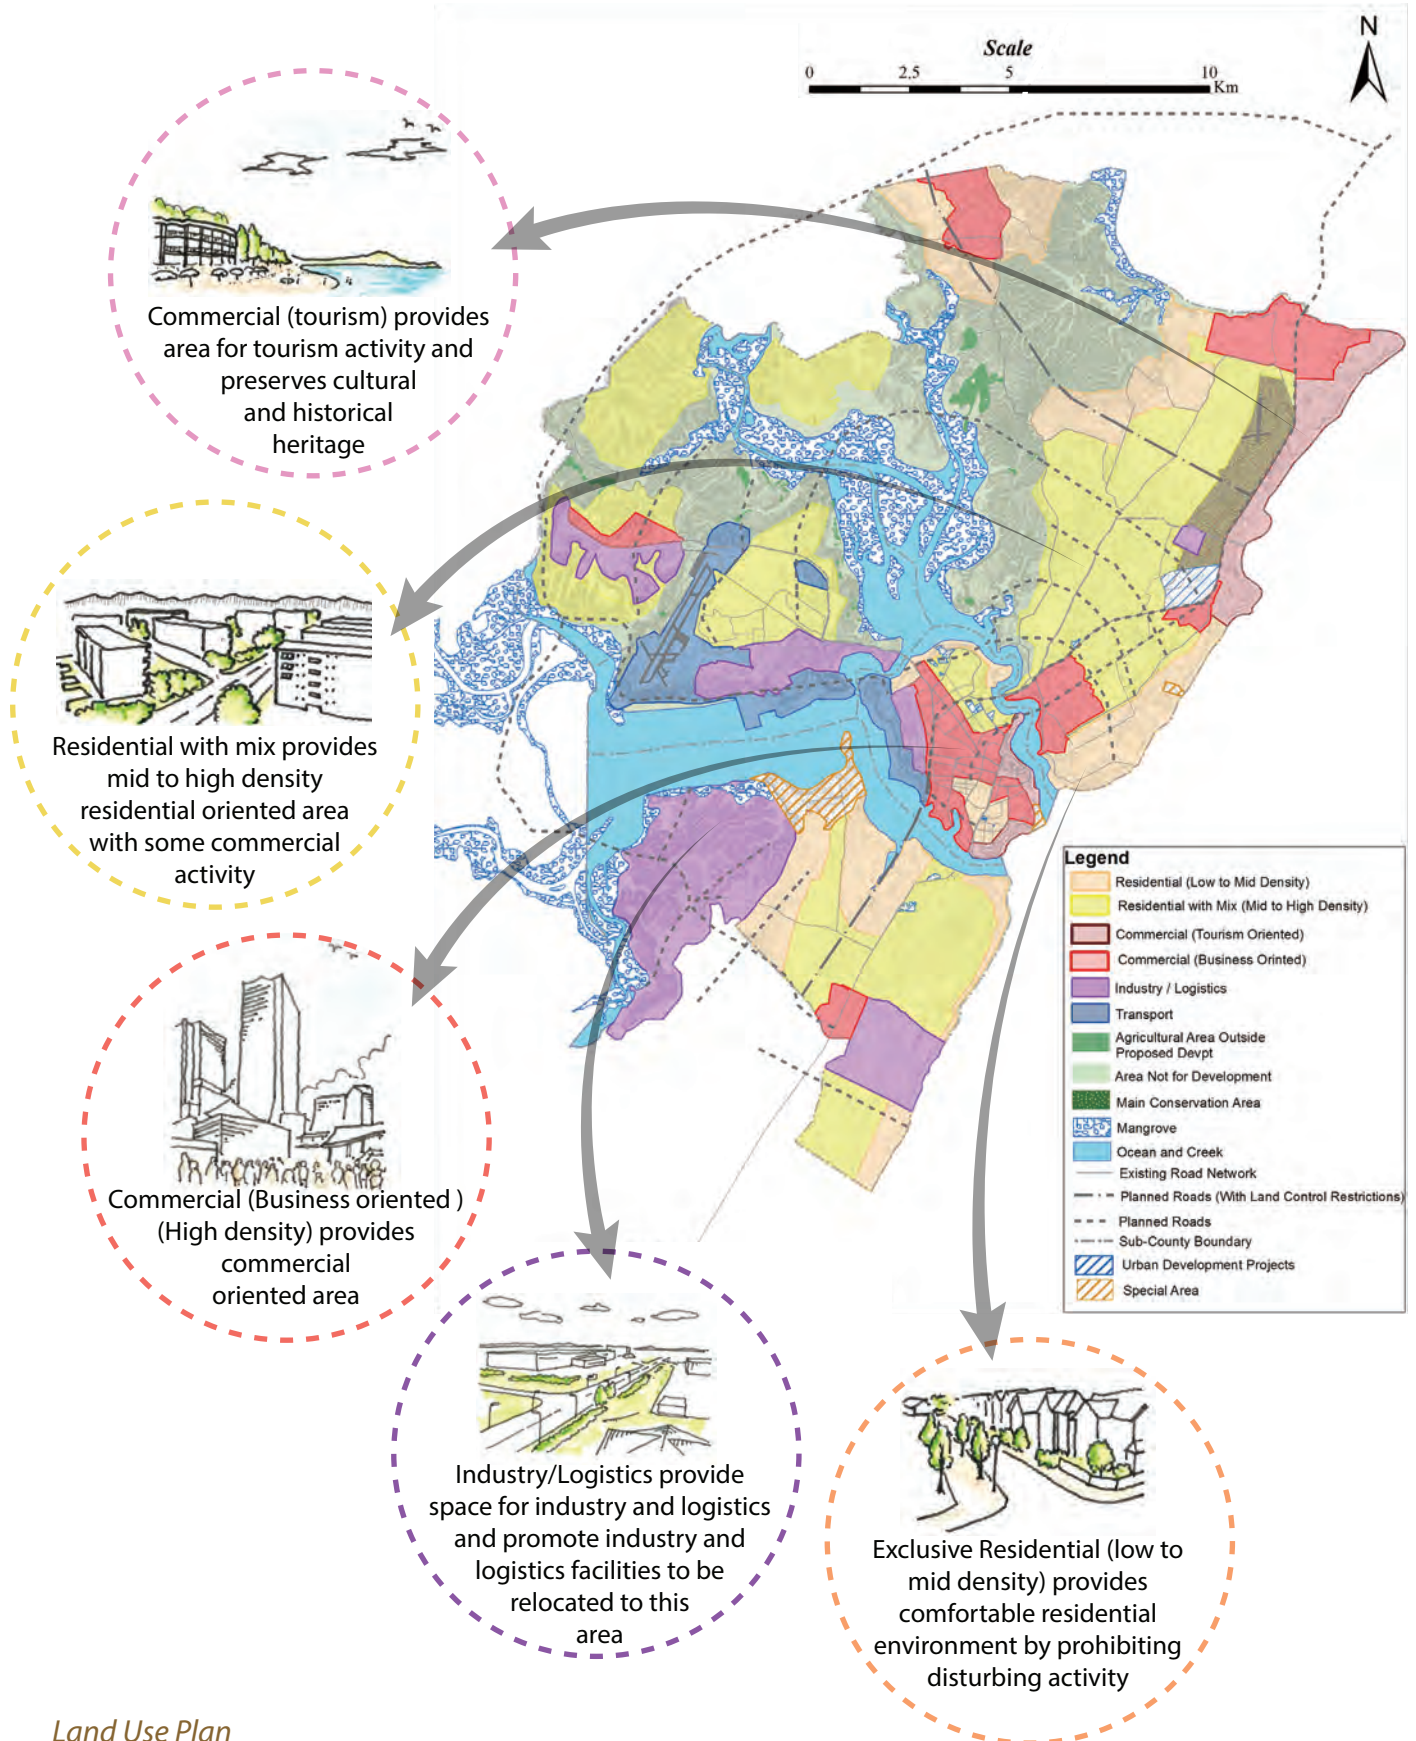 N
Scale
0 2.5 5 10
Km
Commercial (tourism) provides
area for tourism activity and
preserves cultural
and historical
heritage
Residential with mix provides
mid to high density
residential oriented area
with some commercial
activity
Commercial (Business oriented )
(High density) provides
commercial
oriented area
Industry/Logistics provide
space for industry and logistics
and promote industry and
logistics facilities to be
relocated to this
area
Exclusive Residential (low to
mid density) provides
comfortable residential
environment by prohibiting
disturbing activity
Legend
Residential (Low to Mid Density)
Residential with Mix (Mid to High Density)
Commercial (Tourism Oriented)
Commercial (Business Orinted)
Industry / Logistics
Transport
Agricultural Area Outside
Proposed Devpt
Area Not for Development
Main Conservation Area
Mangrove
Ocean and Creek
Existing Road Network
Planned Roads (With Land Control Restrictions)
Planned Roads
Sub-County Boundary
Urban Development Projects
Special Area
Land Use Plan